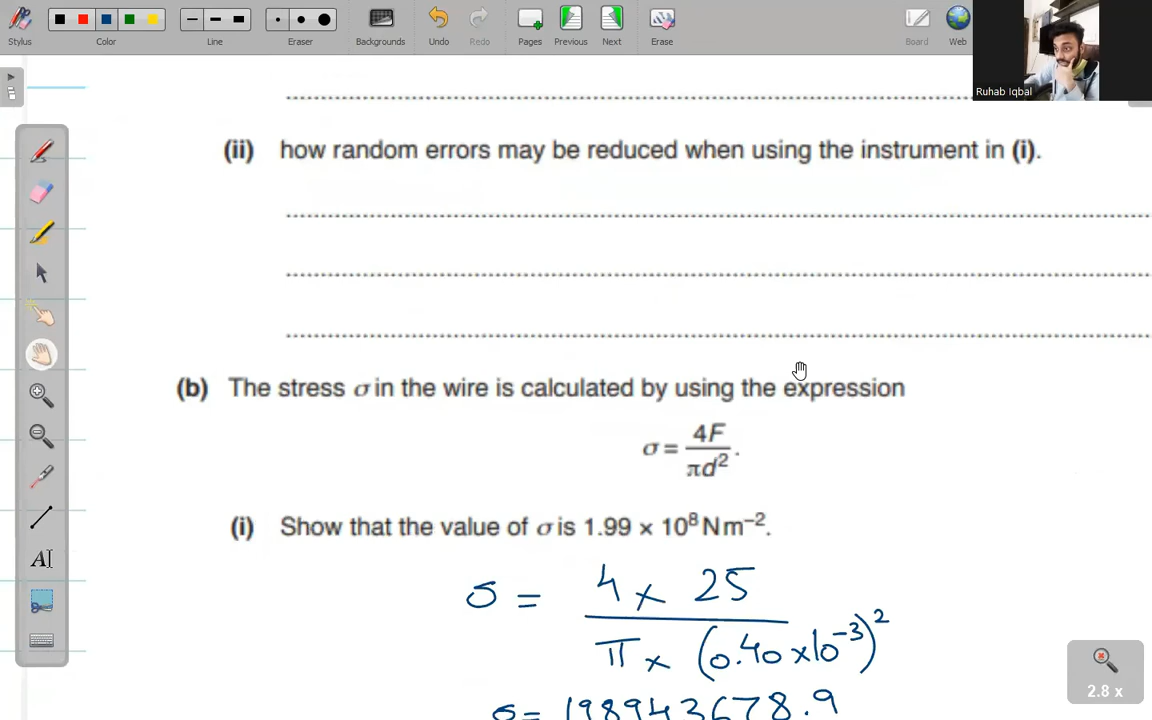 Stylus Color Line Eraser Backgrounds Undo Redo Pages Previous Next Erase Board Web
Ruhab Iqbal
(ii) how random errors may be reduced when using the instrument in (i).
(b) The stress σ in the wire is calculated by using the expression
σ = 4F / πd².
(i) Show that the value of σ is 1.99 × 10⁸ N m⁻².
σ = 4 × 25
π × (0.40 × 10⁻³)²
σ = 198943678.9
2.8 x